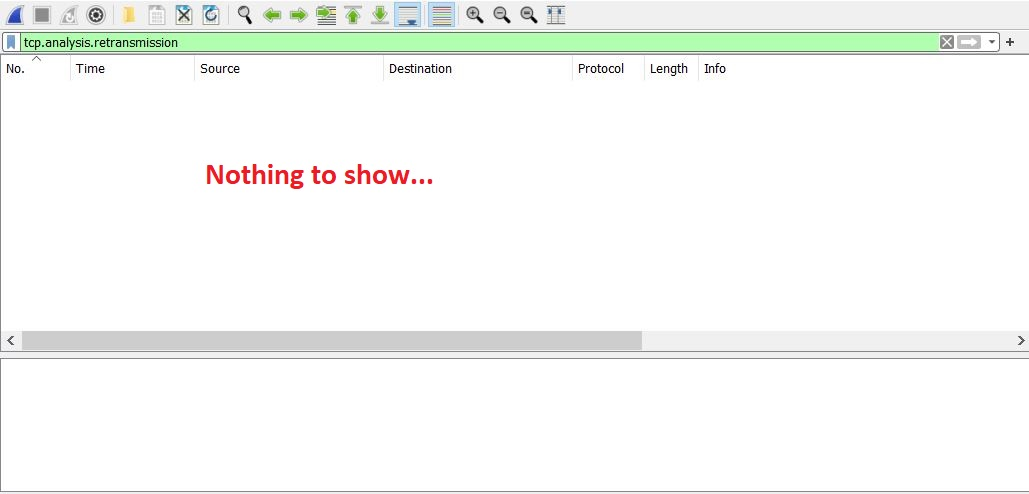 tcp.analysis.retransmission
No. Time Source Destination Protocol Length Info
Nothing to show...